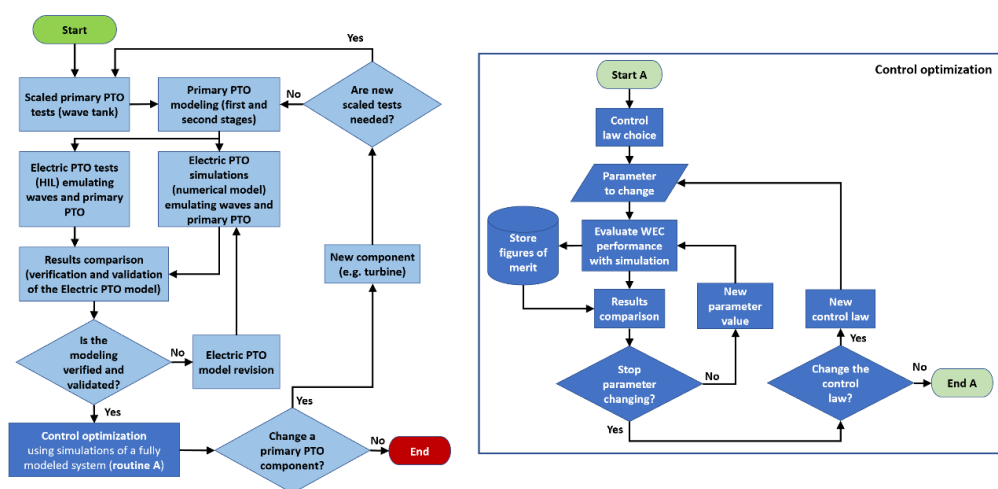 Start
Yes
Scaled primary PTO
tests (wave tank)
Primary PTO
modeling (first and
second stages)
No
Are new
scaled tests
needed?
Electric PTO tests
(HIL) emulating
waves and primary
PTO
Electric PTO
simulations
(numerical model)
emulating waves and
primary PTO
Results comparison
(verification and validation
of the Electric PTO model)
New component
(e.g. turbine)
Is the
modeling
verified and
validated?
No
Electric PTO
model revision
Yes
Yes
Control optimization
using simulations of a fully
modeled system (routine A)
Change a
primary PTO
component?
No
End
Control optimization
Start A
Control
law choice
Parameter
to change
Store
figures of
merit
Evaluate WEC
performance
with simulation
Results
comparison
New
parameter
value
New
control law
Stop
parameter
changing?
No
Yes
Yes
Change the
control
law?
No
End A